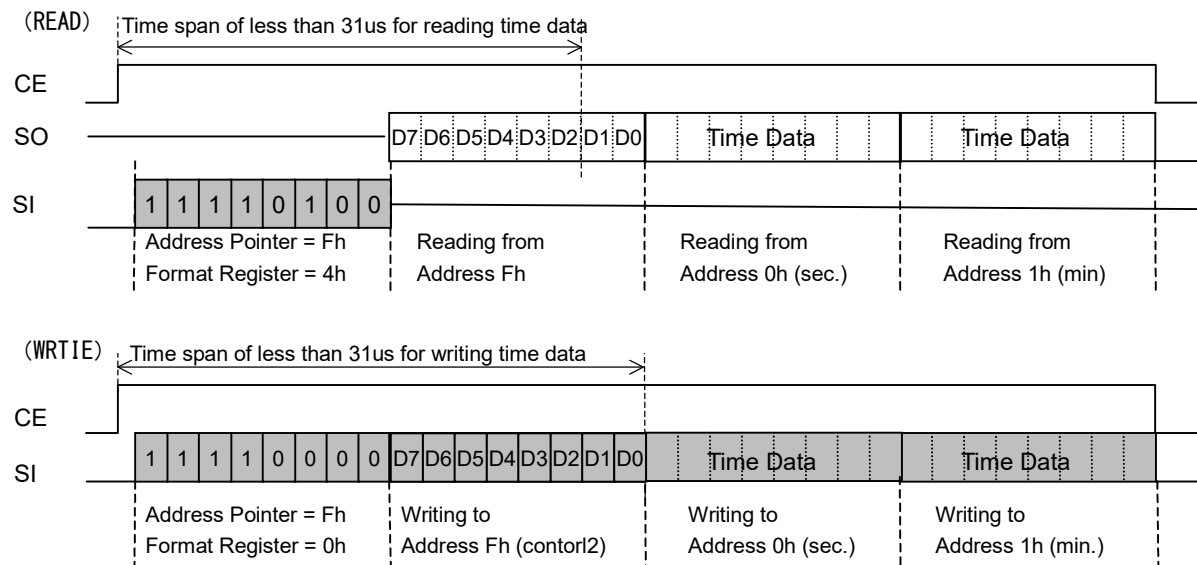 (READ)
Time span of less than 31us for reading time data
CE
SO
D7 D6 D5 D4 D3 D2 D1 D0 Time Data Time Data
SI
1 1 1 1 0 1 0 0
Address Pointer = Fh Reading from Reading from Reading from
Format Register = 4h Address Fh Address 0h (sec.) Address 1h (min)
(WRTIE)
Time span of less than 31us for writing time data
CE
SI
1 1 1 1 0 0 0 0 D7 D6 D5 D4 D3 D2 D1 D0 Time Data Time Data
Address Pointer = Fh Writing to Writing to Writing to
Format Register = 0h Address Fh (contorl2) Address 0h (sec.) Address 1h (min.)